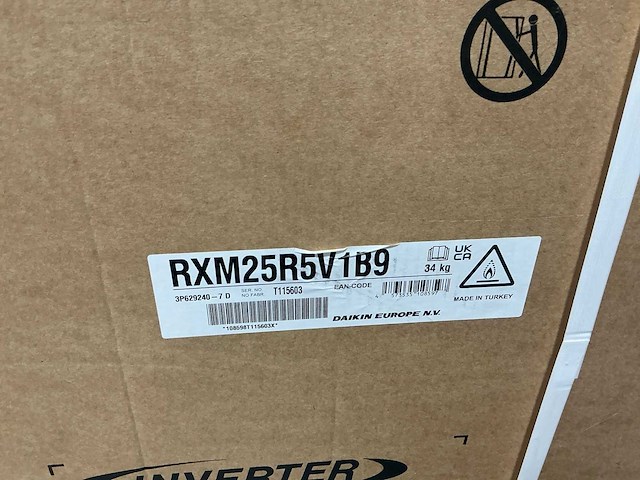 RXM25R5V1B9
UK
CA
34 kg
3P629240-7 D
SER. NO.
NO FABR.
T115603
EAN-CODE
*108598T115603X*
MADE IN TURKEY
DAIKIN EUROPE N.V.
INVERTER